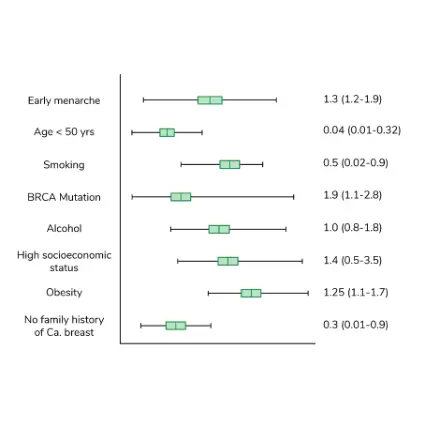 Early menarche 1.3 (1.2-1.9)
Age < 50 yrs 0.04 (0.01-0.32)
Smoking 0.5 (0.02-0.9)
BRCA Mutation 1.9 (1.1-2.8)
Alcohol 1.0 (0.8-1.8)
High socioeconomic
status 1.4 (0.5-3.5)
Obesity 1.25 (1.1-1.7)
No family history
of Ca. breast 0.3 (0.01-0.9)